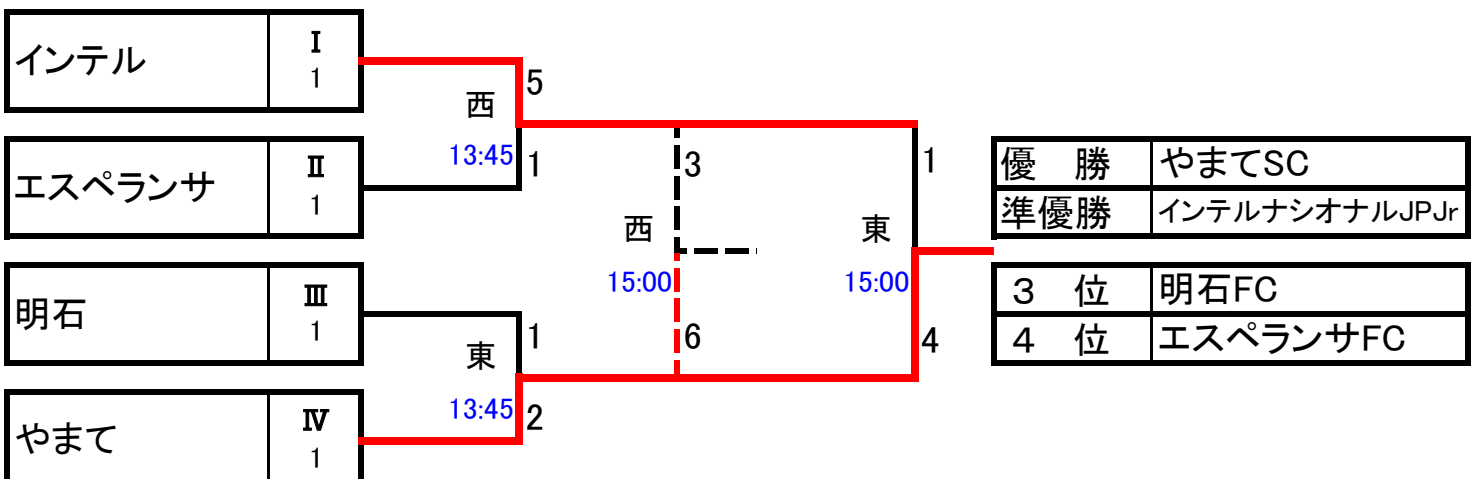 インテル
Ⅰ
1
5
西
13:45
1
エスペランサ
Ⅱ
1
3
1
西
15:00
東
15:00
明石
Ⅲ
1
1
6
4
東
13:45
2
やまて
Ⅳ
1
優 勝 やまてSC
準優勝 インテルナシオナルJPJr
3 位 明石FC
4 位 エスペランサFC